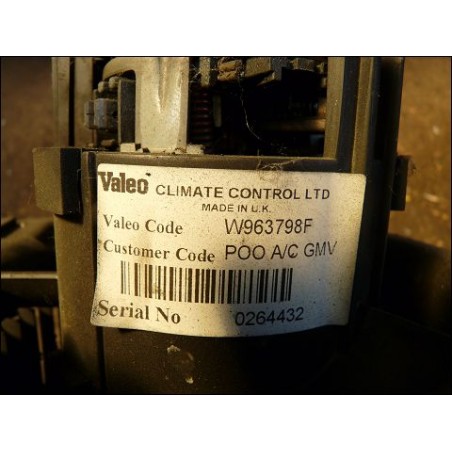 Valeo CLIMATE CONTROL LTD
MADE IN U.K.
Valeo Code W963798F
Customer Code POO A/C GMV
Serial No 0264432